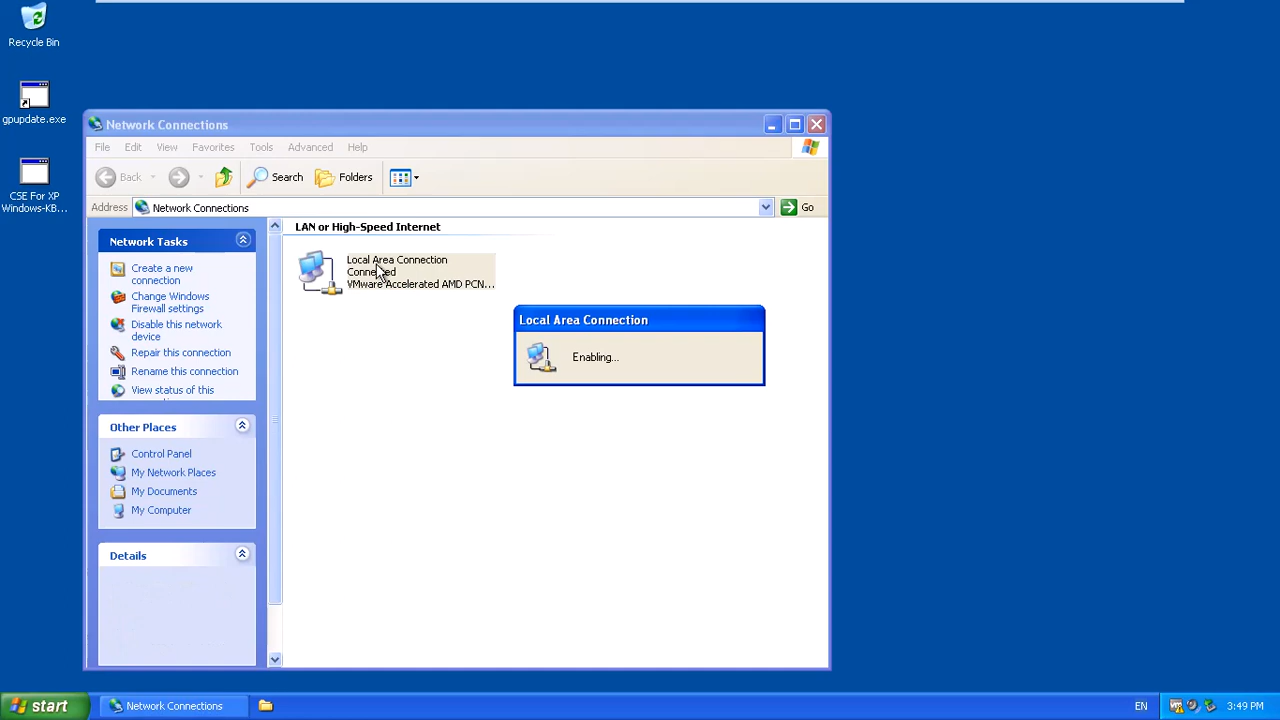 Recycle Bin
gpupdate.exe
CSE For XP
Windows-KB...
Network Connections
File Edit View Favorites Tools Advanced Help
Back Search Folders
Address Network Connections Go
Network Tasks
Create a new
connection
Change Windows
Firewall settings
Disable this network
device
Repair this connection
Rename this connection
View status of this
Other Places
Control Panel
My Network Places
My Documents
My Computer
Details
LAN or High-Speed Internet
Local Area Connection
Connected
VMware Accelerated AMD PCN...
Local Area Connection
Enabling...
start Network Connections EN 3:49 PM